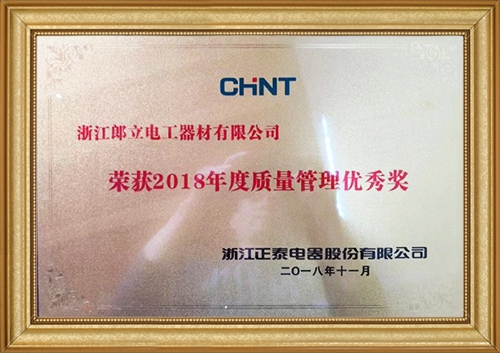 CHNT
浙江郎立电工器材有限公司
荣获2018年度质量管理优秀奖
浙江正泰电器股份有限公司
二〇一八年十一月